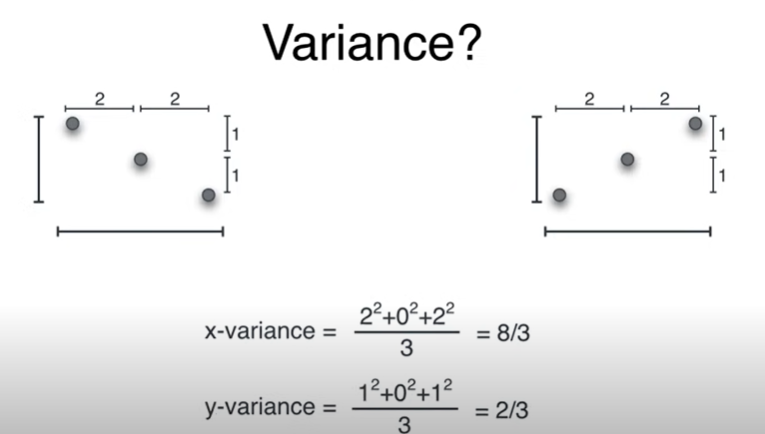 Variance?
2 2 2 2
1 1
1 1
x-variance = 2²+0²+2² / 3 = 8/3
y-variance = 1²+0²+1² / 3 = 2/3